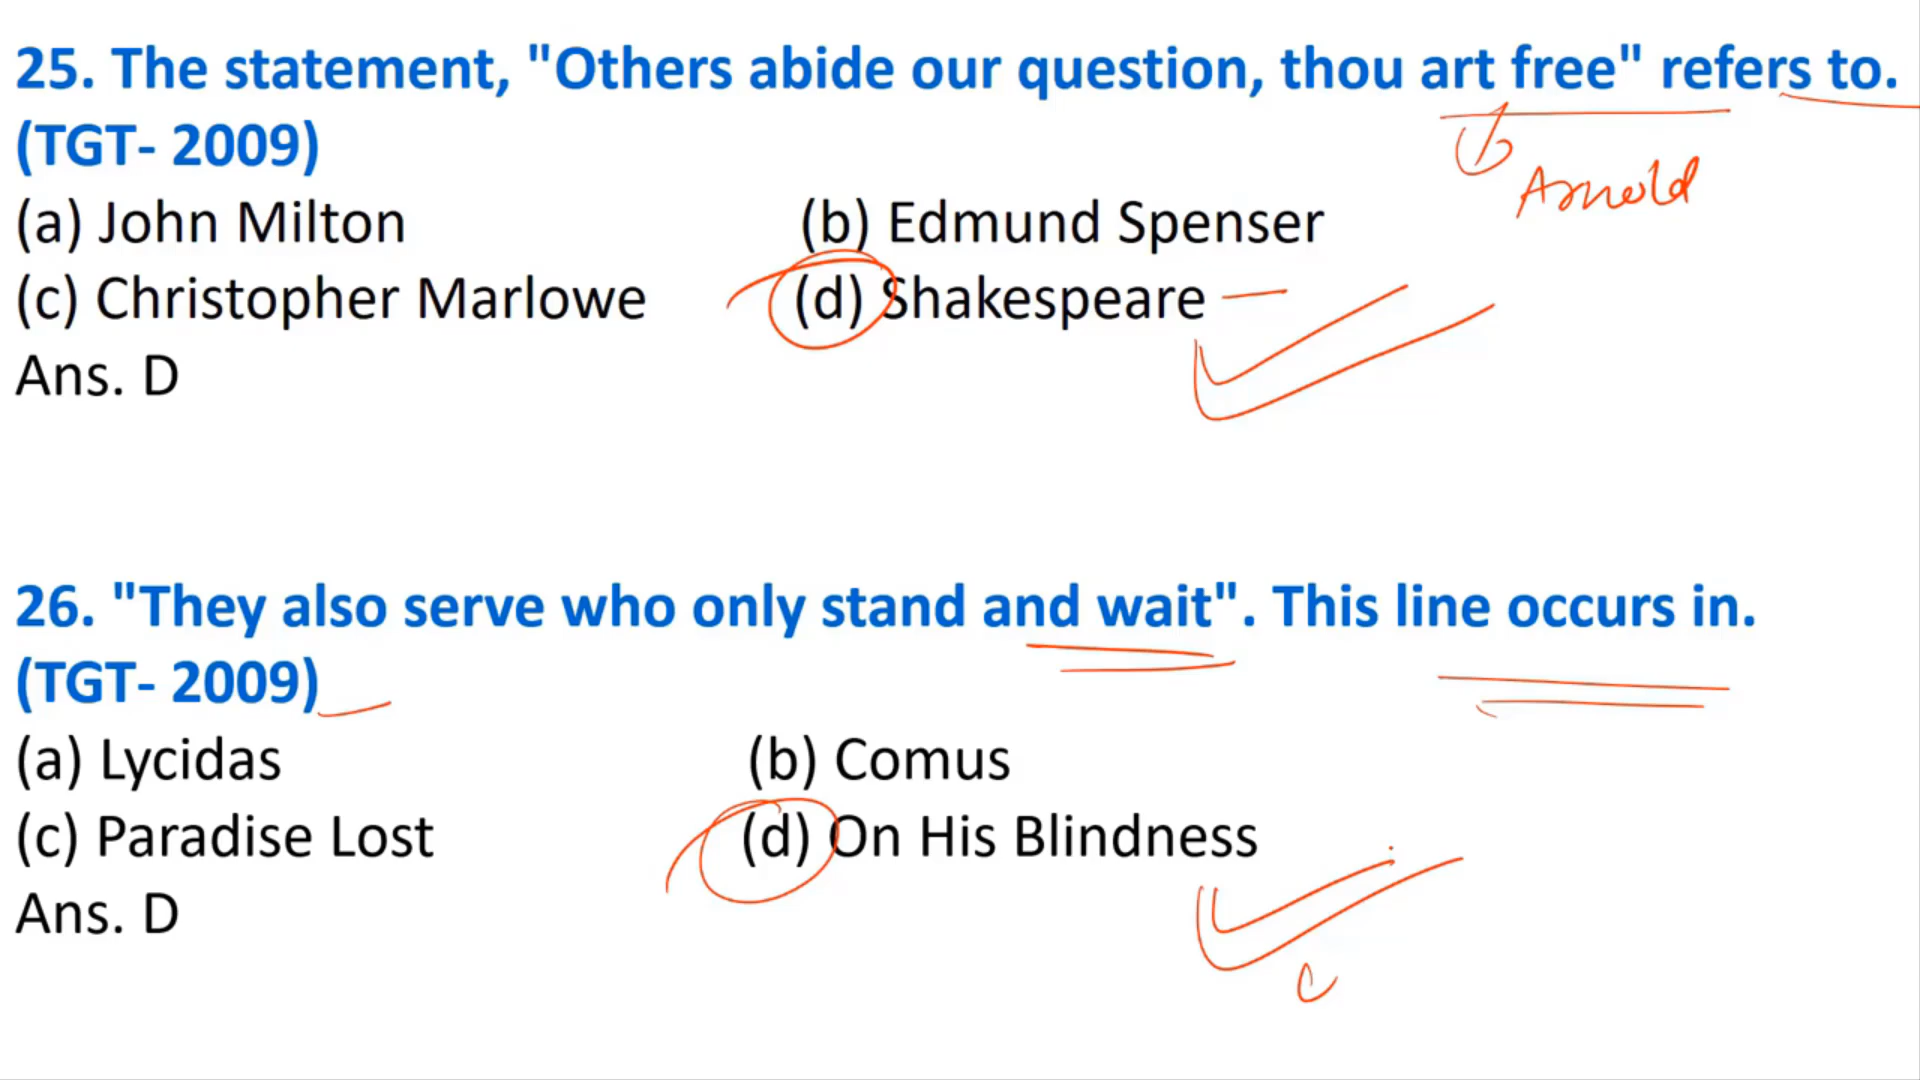 25. The statement, "Others abide our question, thou art free" refers to.
(TGT- 2009)
Arnold
(a) John Milton (b) Edmund Spenser
(c) Christopher Marlowe (d) Shakespeare
Ans. D
26. "They also serve who only stand and wait". This line occurs in.
(TGT- 2009)
(a) Lycidas (b) Comus
(c) Paradise Lost (d) On His Blindness
Ans. D